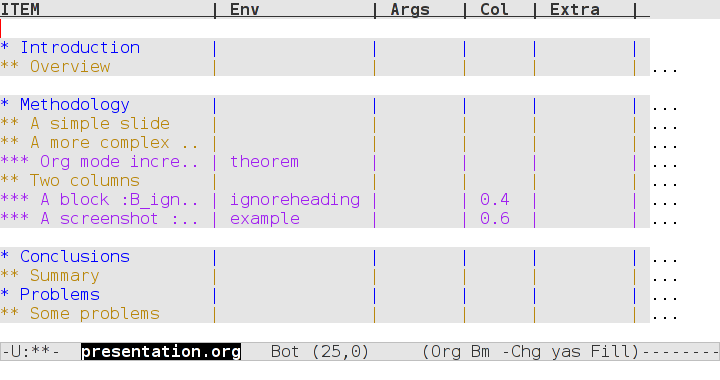 ITEM | Env | Args | Col | Extra |
* Introduction | | | | |
** Overview | | | | | ...
* Methodology | | | | | ...
** A simple slide | | | | | ...
** A more complex .. | | | | | ...
*** Org mode incre.. | theorem | | | | ...
** Two columns | | | | | ...
*** A block :B_ign.. | ignoreheading | | 0.4 | | ...
*** A screenshot :.. | example | | 0.6 | | ...
* Conclusions | | | | | ...
** Summary | | | | | ...
* Problems | | | | | ...
** Some problems | | | | | ...
-U:**- presentation.org Bot (25,0) (Org Bm -Chg yas Fill)--------